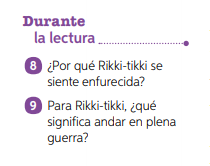 Durante
la lectura
8 ¿Por qué Rikki-tikki se
siente enfurecida?
9 Para Rikki-tikki, ¿qué
significa andar en plena
guerra?